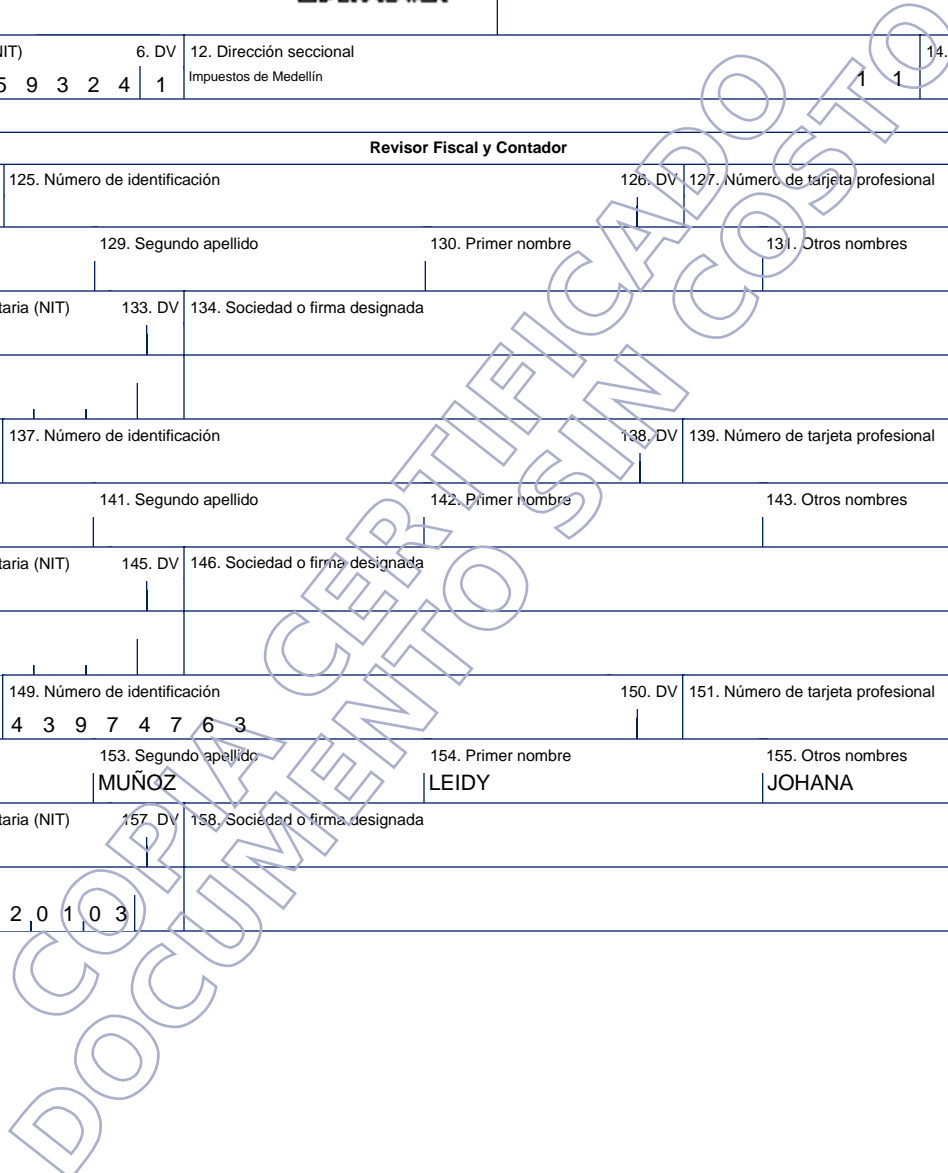 NIT) 6. DV 12. Dirección seccional 14.
5 9 3 2 4 1 Impuestos de Medellín 1 1
Revisor Fiscal y Contador
125. Número de identificación 126. DV 127. Número de tarjeta profesional
129. Segundo apellido 130. Primer nombre 131. Otros nombres
taria (NIT) 133. DV 134. Sociedad o firma designada
137. Número de identificación 138. DV 139. Número de tarjeta profesional
141. Segundo apellido 142. Primer nombre 143. Otros nombres
taria (NIT) 145. DV 146. Sociedad o firma designada
149. Número de identificación 150. DV 151. Número de tarjeta profesional
4 3 9 7 4 7 6 3
153. Segundo apellido 154. Primer nombre 155. Otros nombres
MUÑOZ LEIDY JOHANA
taria (NIT) 157. DV 158. Sociedad o firma designada
2 0 1 0 3
COPIA CERTIFICADO
DOCUMENTO SIN COSTO